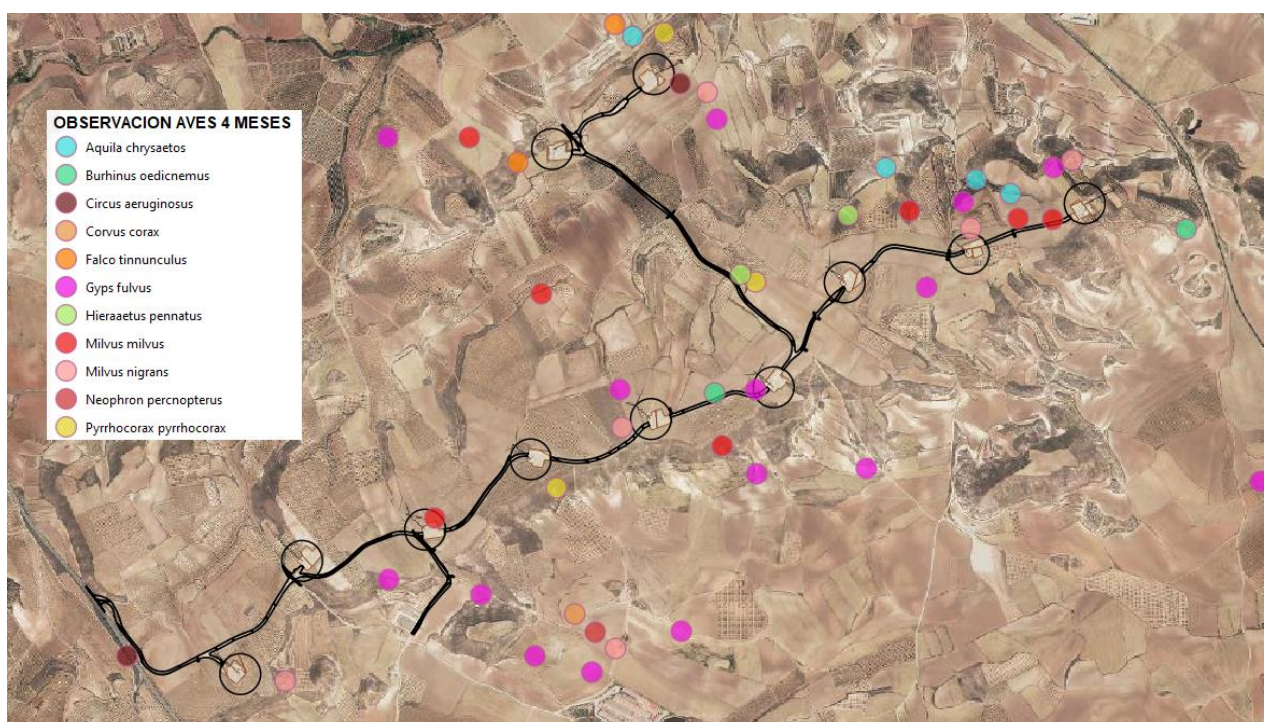 OBSERVACION AVES 4 MESES
Aquila chrysaetos
Burhinus oedicnemus
Circus aeruginosus
Corvus corax
Falco tinnunculus
Gyps fulvus
Hieraaetus pennatus
Milvus milvus
Milvus nigrans
Neophron percnopterus
Pyrrhocorax pyrrhocorax